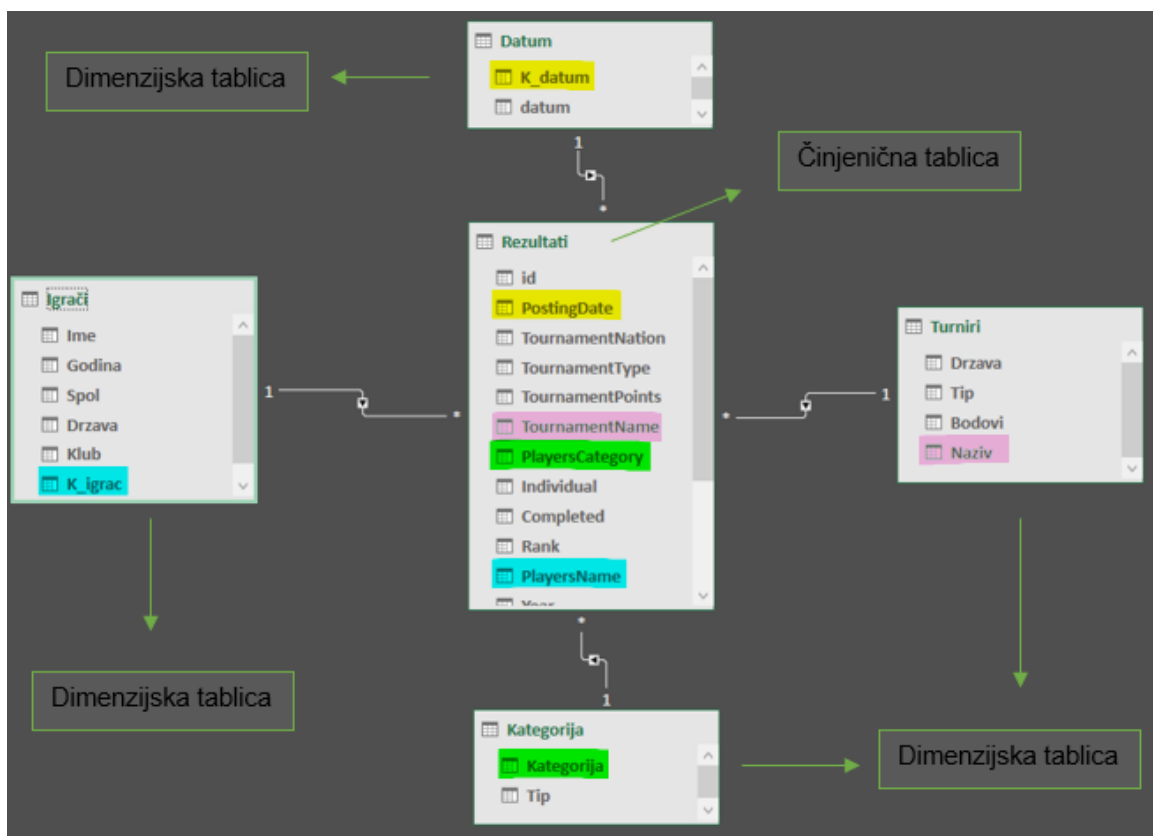 Datum
K_datum
datum
Dimenzijska tablica
1
*
Činjenična tablica
Rezultati
id
PostingDate
TournamentNation
TournamentType
TournamentPoints
TournamentName
PlayersCategory
Individual
Completed
Rank
PlayersName
Year
Igrači
Ime
Godina
Spol
Drzava
Klub
K_igrac
1
*
Turniri
Drzava
Tip
Bodovi
Naziv
*
1
Dimenzijska tablica
*
1
Kategorija
Kategorija
Tip
Dimenzijska tablica